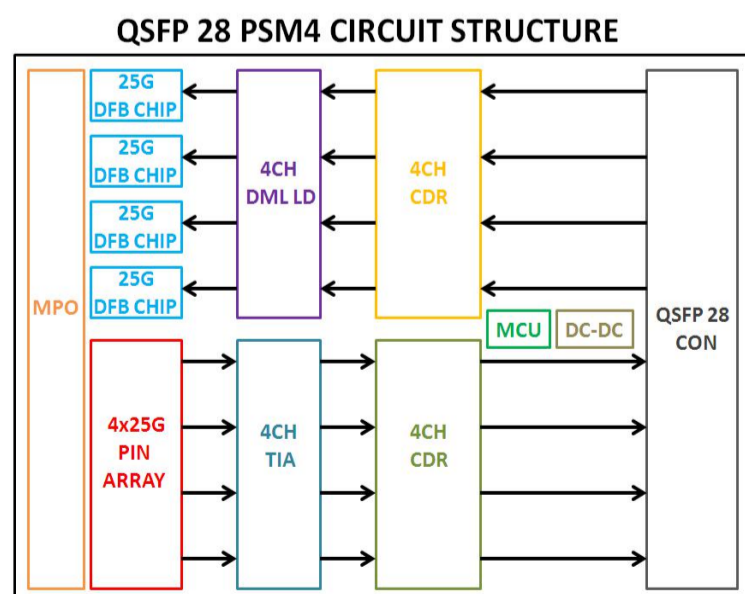 QSFP 28 PSM4 CIRCUIT STRUCTURE
25G
DFB CHIP
25G
DFB CHIP
25G
DFB CHIP
25G
DFB CHIP
4CH
DML LD
4CH
CDR
MPO
MCU
DC-DC
QSFP 28
CON
4x25G
PIN
ARRAY
4CH
TIA
4CH
CDR